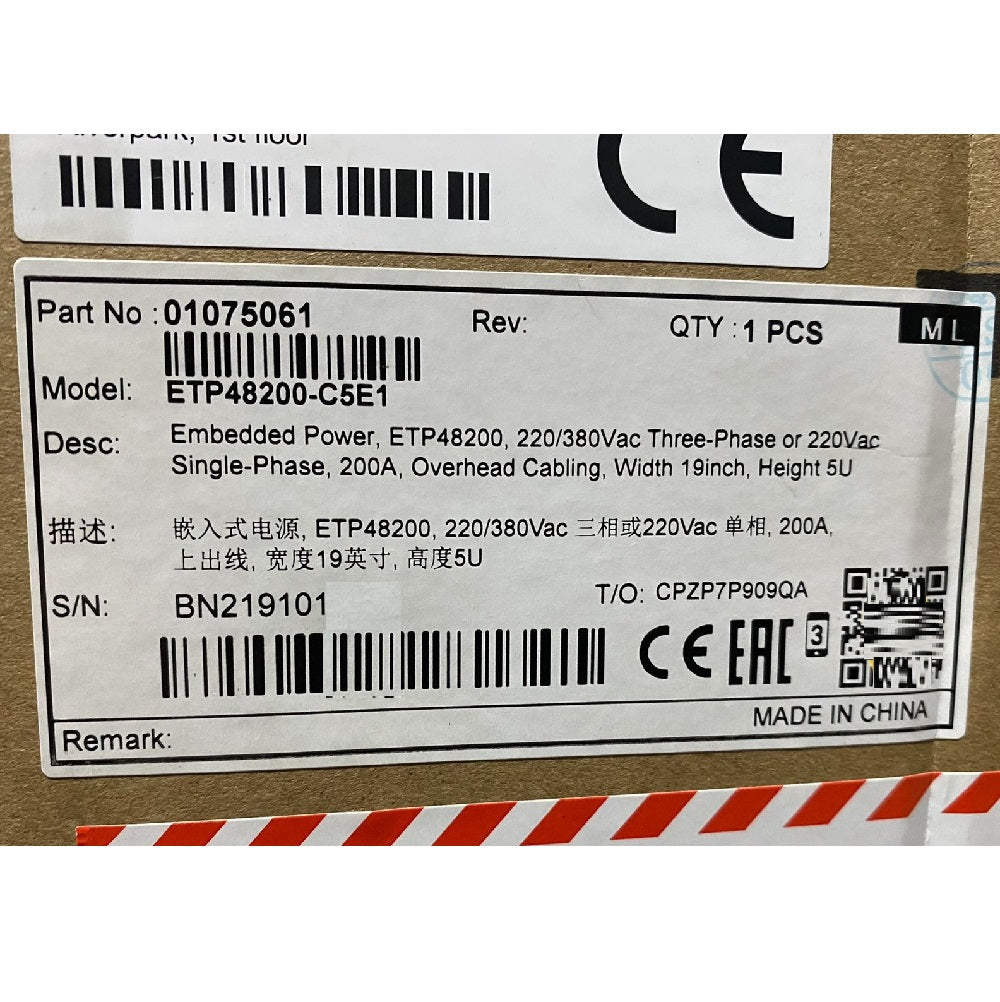 1st floor
CE
Part No : 01075061
Rev:
QTY : 1 PCS
ML
Model: ETP48200-C5E1
Desc: Embedded Power, ETP48200, 220/380Vac Three-Phase or 220Vac
Single-Phase, 200A, Overhead Cabling, Width 19inch, Height 5U
描述: 嵌入式电源, ETP48200, 220/380Vac 三相或220Vac 单相, 200A,
上出线, 宽度19英寸, 高度5U
S/N: BN219101
T/O: CPZP7P909QA
CE EAC 3
MADE IN CHINA
Remark: